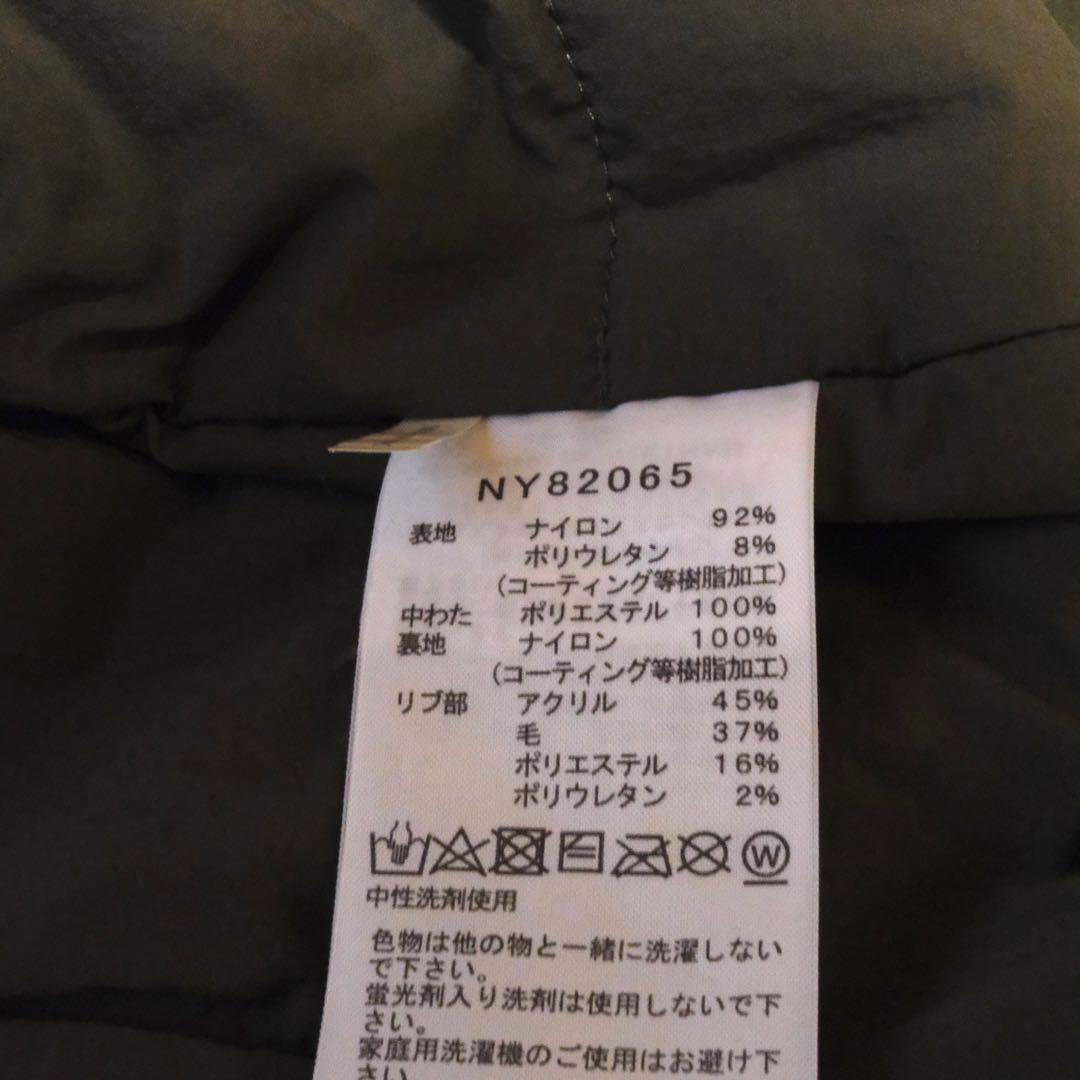 NY82065
表地 ナイロン 92%
ポリウレタン 8%
(コーティング等樹脂加工)
中わた ポリエステル 100%
裏地 ナイロン 100%
(コーティング等樹脂加工)
リブ部 アクリル 45%
毛 37%
ポリエステル 16%
ポリウレタン 2%
W
中性洗剤使用
色物は他の物と一緒に洗濯しない
で下さい。
蛍光剤入り洗剤は使用しないで下
さい。
家庭用洗濯機のご使用はお避け下
さい